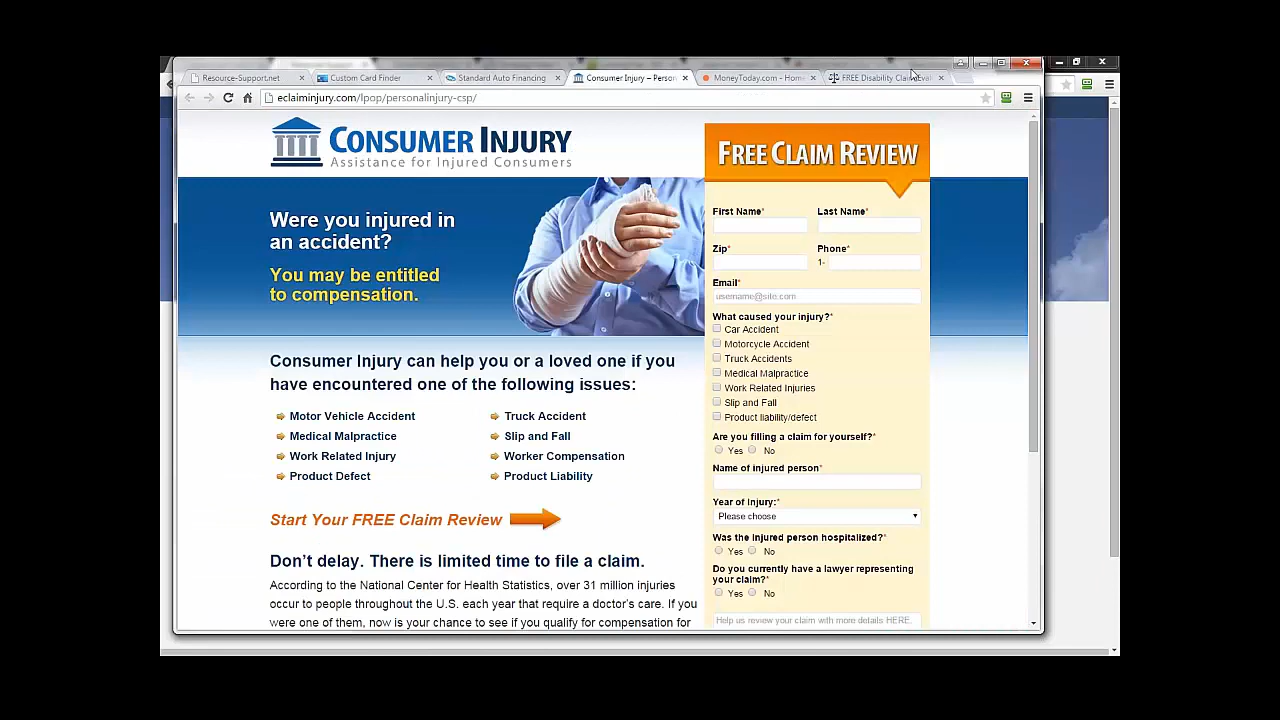 Resource-Support.net
Custom Card Finder
Standard Auto Financing
Consumer Injury – Person
MoneyToday.com - Home
FREE Disability Claim Eval
eclaiminjury.com/lpop/personalinjury-csp/
CONSUMER INJURY
Assistance for Injured Consumers
Were you injured in
an accident?
You may be entitled
to compensation.
Consumer Injury can help you or a loved one if you
have encountered one of the following issues:
Motor Vehicle Accident
Truck Accident
Medical Malpractice
Slip and Fall
Work Related Injury
Worker Compensation
Product Defect
Product Liability
Start Your FREE Claim Review
Don't delay. There is limited time to file a claim.
According to the National Center for Health Statistics, over 31 million injuries
occur to people throughout the U.S. each year that require a doctor's care. If you
were one of them, now is your chance to see if you qualify for compensation for
FREE CLAIM REVIEW
First Name* Last Name*
Zip* Phone*
1-
Email*
username@site.com
What caused your injury?*
Car Accident
Motorcycle Accident
Truck Accidents
Medical Malpractice
Work Related Injuries
Slip and Fall
Product liability/defect
Are you filling a claim for yourself?*
Yes No
Name of injured person*
Year of Injury:*
Please choose
Was the injured person hospitalized?*
Yes No
Do you currently have a lawyer representing
your claim?*
Yes No
Help us review your claim with more details HERE.